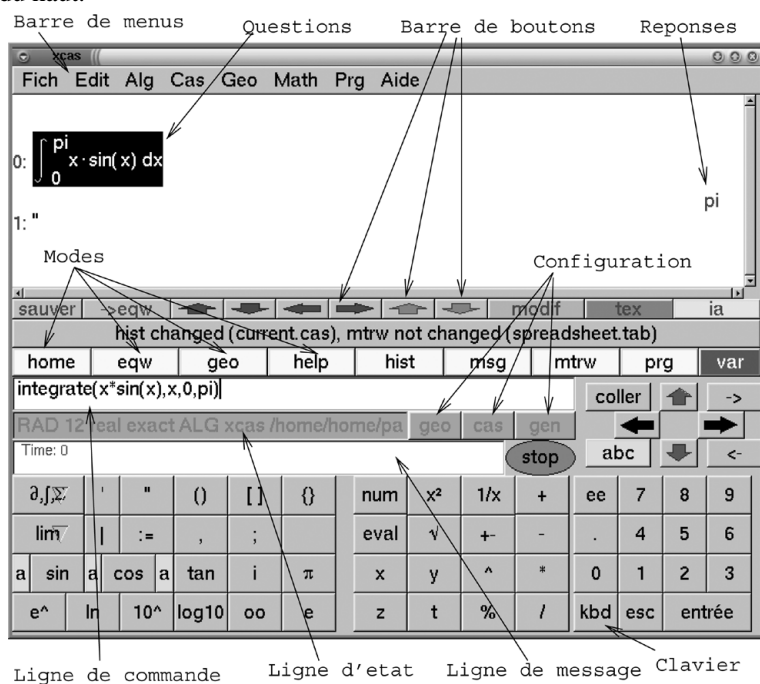 Barre de menus Questions Barre de boutons Reponses
xcas
Fich Edit Alg Cas Geo Math Prg Aide
0: ∫ pi 0 x·sin( x) dx
pi
1: "
Modes Configuration
sauver ->eqw modif tex ia
hist changed (current.cas), mtrw not changed (spreadsheet.tab)
home eqw geo help hist msg mtrw prg var
integrate(x*sin(x),x,0,pi) coller ->
RAD 12 real exact ALG xcas /home/home/pa geo cas gen
Time: 0 stop abc <-
∂,∫,Σ ' " () [ ] {} num x² 1/x + ee 7 8 9
lim | := , ; eval √ +- - . 4 5 6
a sin a cos a tan i π x y ^ * 0 1 2 3
e^ ln 10^ log10 oo e z t % / kbd esc entrée
Ligne de commande Ligne d'etat Ligne de message Clavier